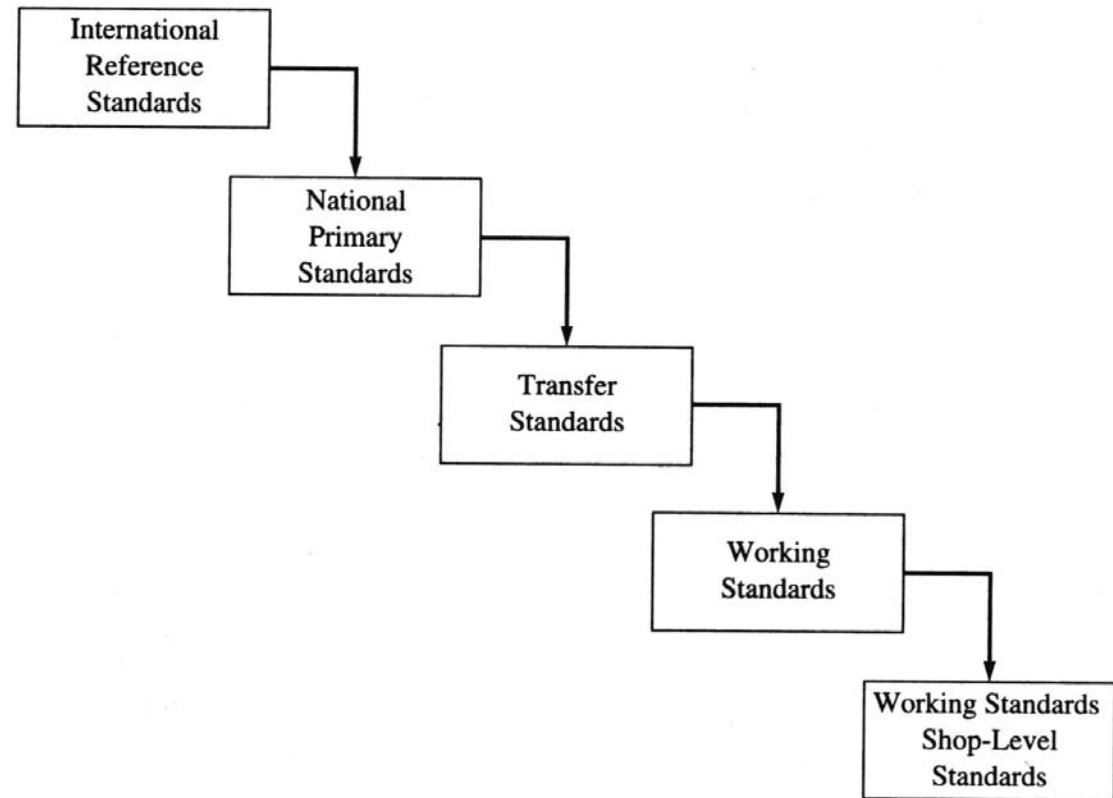 International
Reference
Standards
National
Primary
Standards
Transfer
Standards
Working
Standards
Working Standards
Shop-Level
Standards